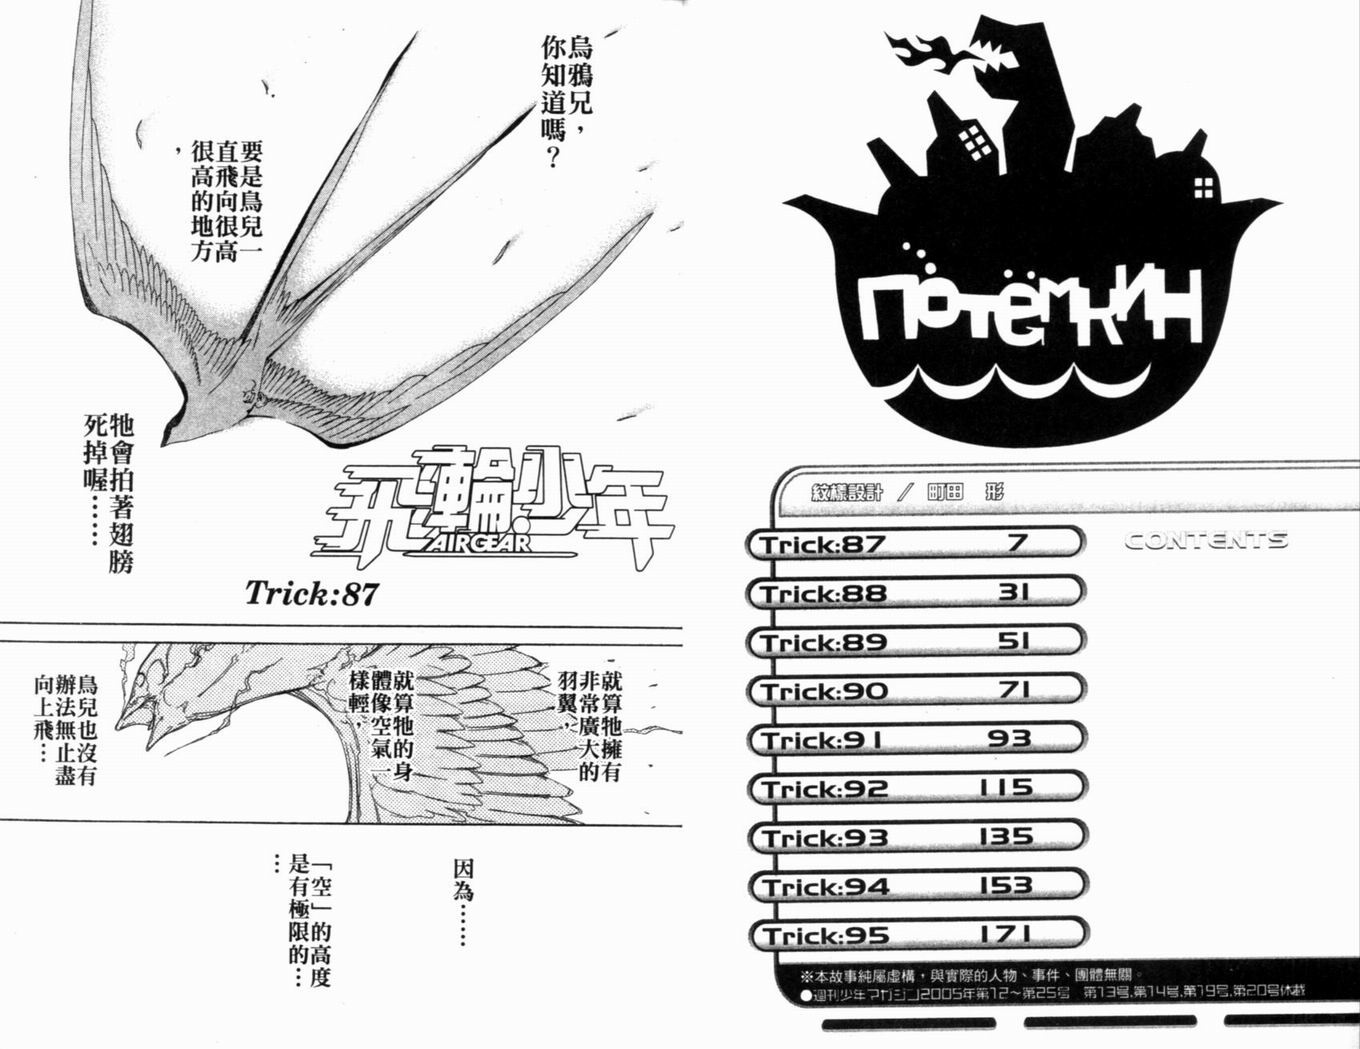 потёмкин
紋樣設計 ／ 町田 形
CONTENTS
Trick:87 7
Trick:88 31
Trick:89 51
Trick:90 71
Trick:91 93
Trick:92 115
Trick:93 135
Trick:94 153
Trick:95 171
※本故事純屬虛構，與實際的人物、事件、團體無關。
●週刊少年マガジン2005年第12～第25号 第13号,第14号,第19号,第20号休載
烏鴉兄，
你知道嗎？
要是鳥兒一
直飛向很高
很高的地方
，
牠會拍著翅膀
死掉喔……
飛輪少年
AIRGEAR
Trick:87
就算牠擁有
非常廣大的
羽翼，
就算牠的身
體像空氣一
樣輕，
鳥兒也沒有
辦法無止盡
向上飛…
因為……
「空」的高度
是有極限的…
…